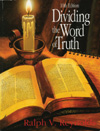 Dividing
the Word
of Truth
Ralph V.